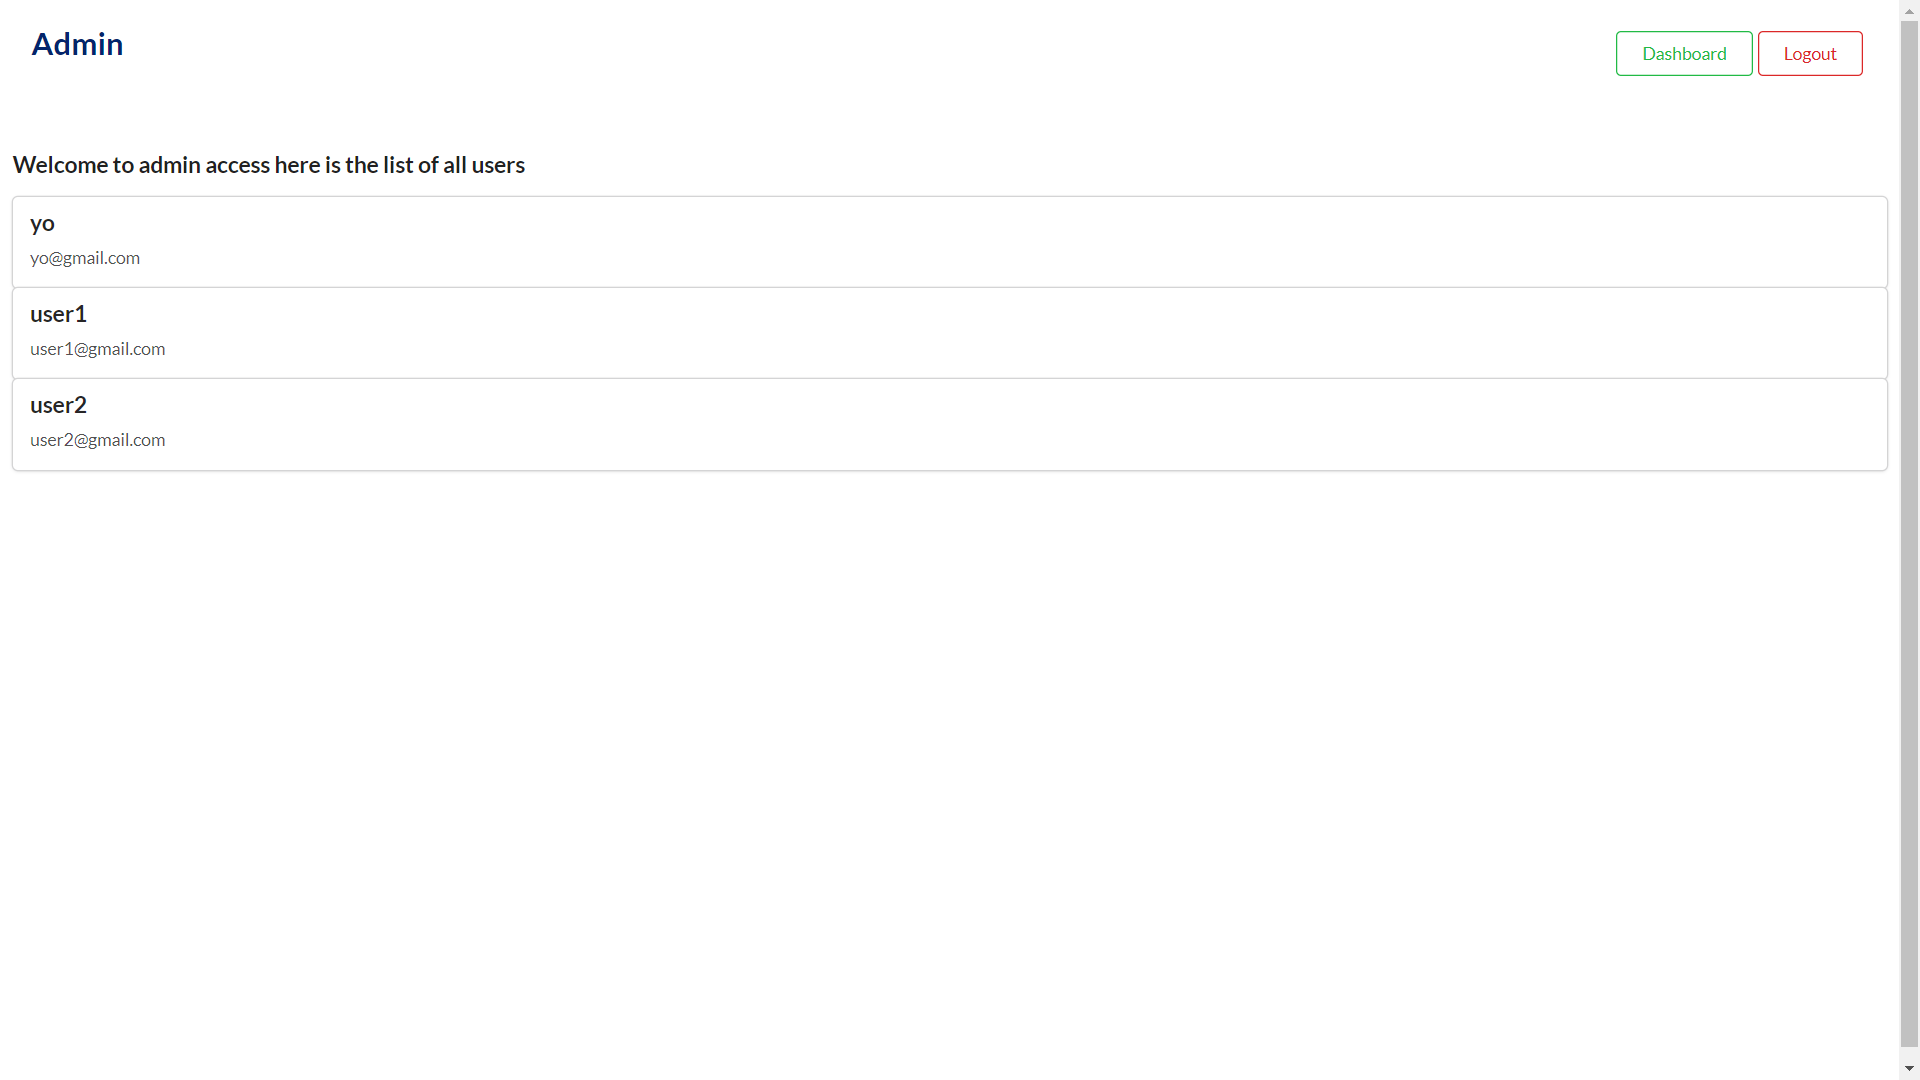 Admin
Dashboard
Logout
Welcome to admin access here is the list of all users
yo
yo@gmail.com
user1
user1@gmail.com
user2
user2@gmail.com